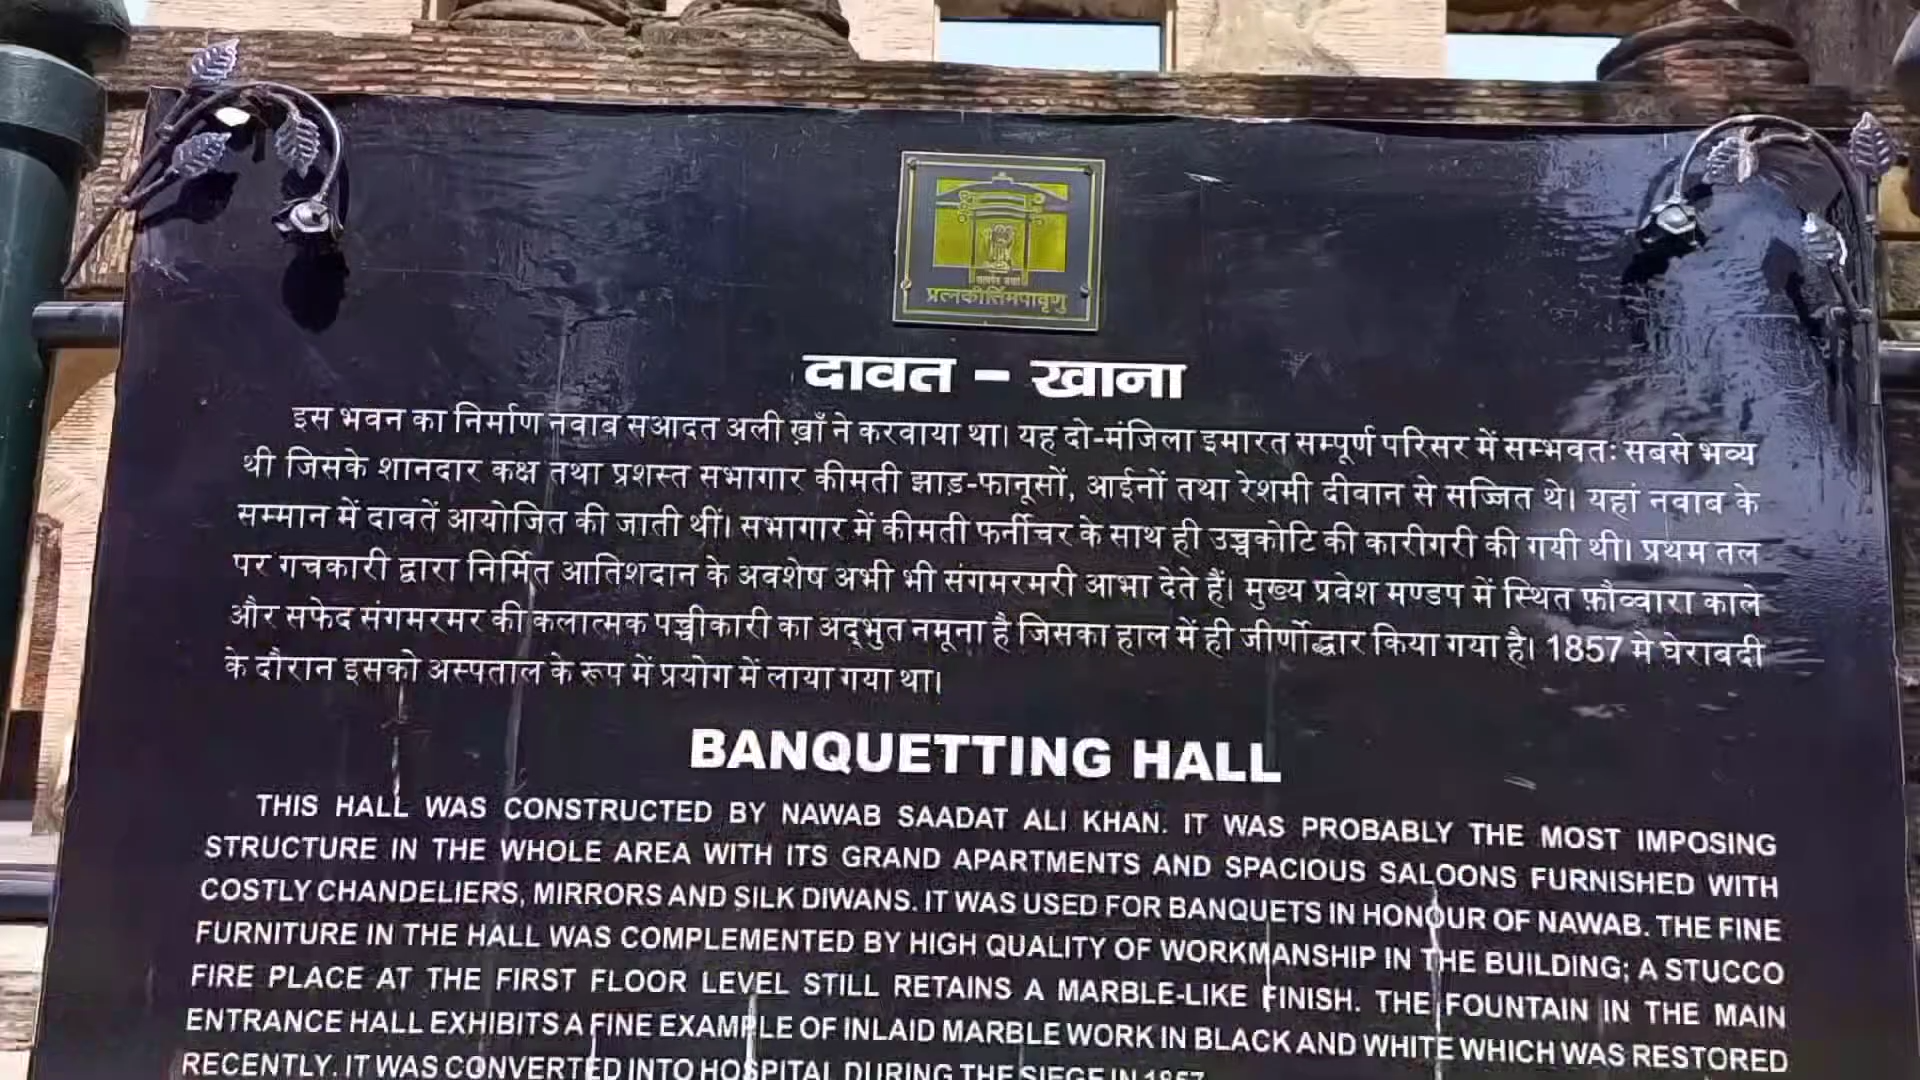 प्रत्नकीर्तिमपावृणु
दावत – खाना
इस भवन का निर्माण नवाब सआदत अली ख़ाँ ने करवाया था। यह दो-मंजिला इमारत सम्पूर्ण परिसर में सम्भवतः सबसे भव्य
थी जिसके शानदार कक्ष तथा प्रशस्त सभागार कीमती झाड़-फानूसों, आईनों तथा रेशमी दीवान से सज्जित थे। यहां नवाब के
सम्मान में दावतें आयोजित की जाती थीं। सभागार में कीमती फर्नीचर के साथ ही उच्चकोटि की कारीगरी की गयी थी। प्रथम तल
पर गचकारी द्वारा निर्मित आतिशदान के अवशेष अभी भी संगमरमरी आभा देते हैं। मुख्य प्रवेश मण्डप में स्थित फ़ौव्वारा काले
और सफेद संगमरमर की कलात्मक पच्चीकारी का अद्भुत नमूना है जिसका हाल में ही जीर्णोद्धार किया गया है। 1857 मे घेराबदी
के दौरान इसको अस्पताल के रूप में प्रयोग में लाया गया था।
BANQUETTING HALL
THIS HALL WAS CONSTRUCTED BY NAWAB SAADAT ALI KHAN. IT WAS PROBABLY THE MOST IMPOSING
STRUCTURE IN THE WHOLE AREA WITH ITS GRAND APARTMENTS AND SPACIOUS SALOONS FURNISHED WITH
COSTLY CHANDELIERS, MIRRORS AND SILK DIWANS. IT WAS USED FOR BANQUETS IN HONOUR OF NAWAB. THE FINE
FURNITURE IN THE HALL WAS COMPLEMENTED BY HIGH QUALITY OF WORKMANSHIP IN THE BUILDING; A STUCCO
FIRE PLACE AT THE FIRST FLOOR LEVEL STILL RETAINS A MARBLE-LIKE FINISH. THE FOUNTAIN IN THE MAIN
ENTRANCE HALL EXHIBITS A FINE EXAMPLE OF INLAID MARBLE WORK IN BLACK AND WHITE WHICH WAS RESTORED
RECENTLY. IT WAS CONVERTED INTO HOSPITAL DURING THE SIEGE IN 1857.